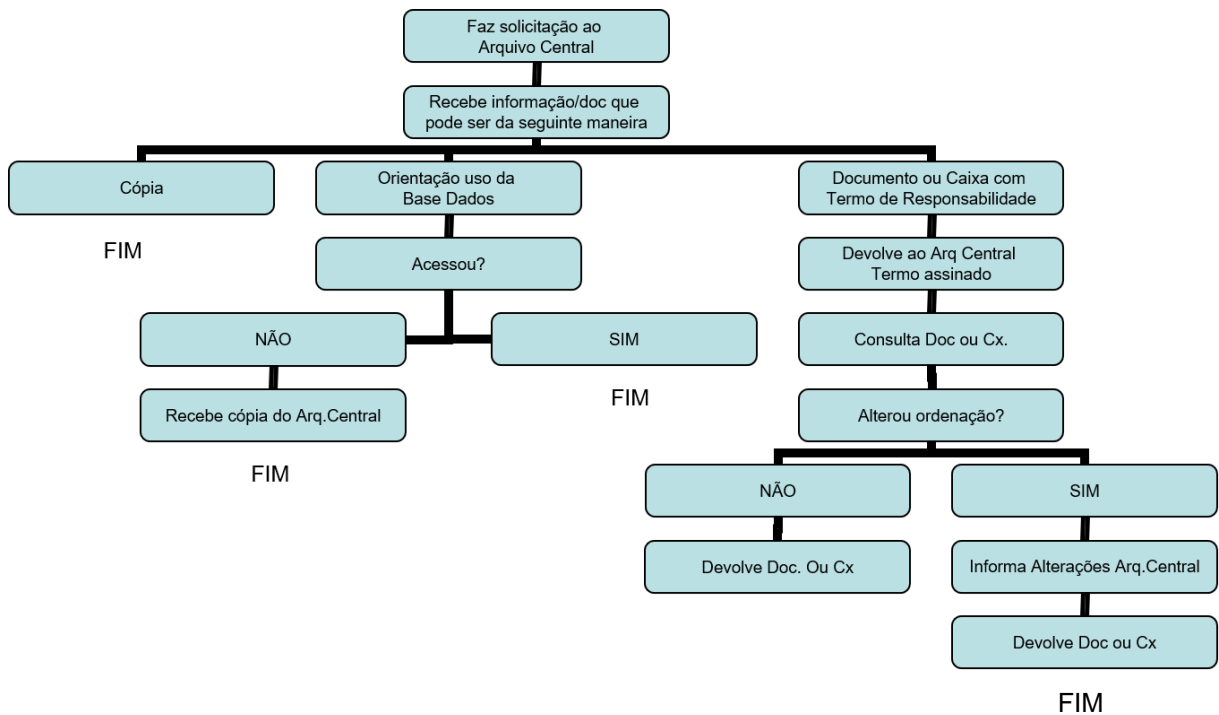 Faz solicitação ao
Arquivo Central
Recebe informação/doc que
pode ser da seguinte maneira
Cópia
Orientação uso da
Base Dados
Documento ou Caixa com
Termo de Responsabilidade
FIM
Acessou?
Devolve ao Arq Central
Termo assinado
NÃO
SIM
Consulta Doc ou Cx.
FIM
Recebe cópia do Arq.Central
Alterou ordenação?
FIM
NÃO
SIM
Devolve Doc. Ou Cx
Informa Alterações Arq.Central
Devolve Doc ou Cx
FIM